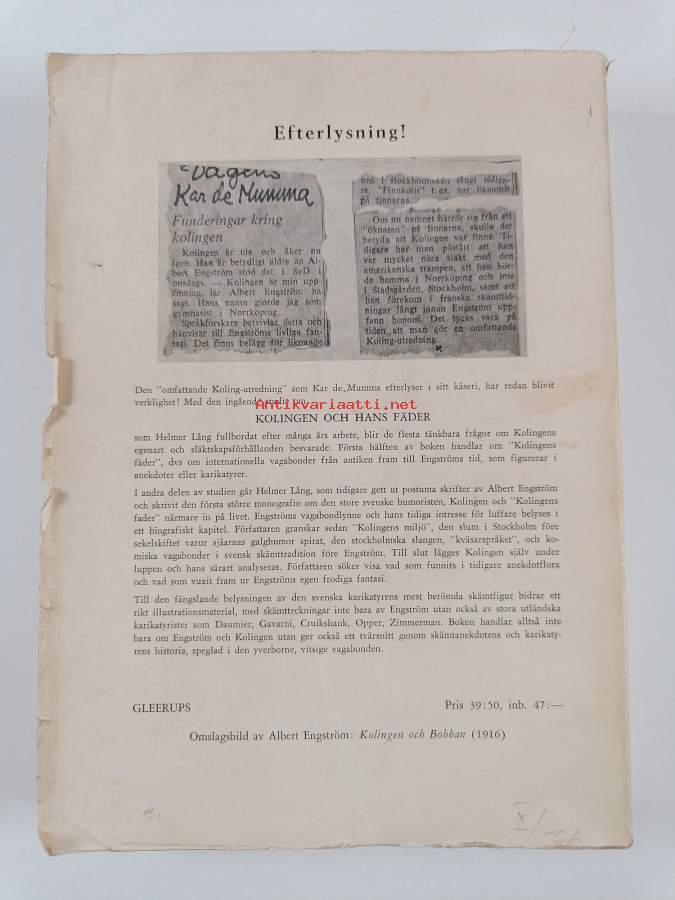 Efterlysning!
Dagens
Kar de Mumma
Funderingar kring
kolingen
Kolingen är ute och åker nu
igen. Han är betydligt äldre än Al-
bert Engström stod det i SvD i
omsdags. — Kolingen är min upp-
finning, lär Albert Engström ha
sagt. Hans namn gjorde jag som
gymnasist i Norrköping.
Språkforskare betvivlar detta och
hänvisar till Engströms livliga fan-
tasi. Det finns belägg för liknande
ord i stockholmskan långt tidiga-
re. "Finnkolis" t. ex. var öknamn
på finnarna.
Om nu namnet härrör sig från ett
"öknamn" på finnarna, skulle det
betyda att Kolingen var finne. Ti-
digare har man påstått att han
var mycket nära släkt med den
amerikanska trampen, att han hör-
de hemma i Norrköping och inte
i Stadsgården, Stockholm, samt att
han förekom i franska skämttid-
ningar långt innan Engström upp-
fann honom. Det tycks vara på
tiden att man gör en omfattande
Koling-utredning.
Den "omfattande Koling-utredning" som Kar de Mumma efterlyser i sitt kåseri, har redan blivit
verklighet! Med den ingående studie om
Antikvariaatti.net
KOLINGEN OCH HANS FÄDER
som Helmer Lång fullbordat efter många års arbete, blir de flesta tänkbara frågor om Kolingens
egenart och släktskapsförhållanden besvarade. Första hälften av boken handlar om "Kolingens
fäder", dvs om internationella vagabonder från antiken fram till Engströms tid, som figurerar i
anekdoter eller karikatyrer.
I andra delen av studien går Helmer Lång, som tidigare gett ut postuma skrifter av Albert Engström
och skrivit den första större monografin om den store svenske humoristen, Kolingen och "Kolingens
fader" närmare in på livet. Engströms vagabondlynne och hans tidiga intresse för luffare belyses i
ett biografiskt kapitel. Författaren granskar sedan "Kolingens miljö", den slum i Stockholm före
sekelskiftet varur sjåarnas galghumor spirat, den stockholmska slangen, "kväsarspråket", och ko-
miska vagabonder i svensk skämttradition före Engström. Till slut lägges Kolingen själv under
luppen och hans särart analyseras. Författaren söker visa vad som funnits i tidigare anekdotflora
och vad som vuxit fram ur Engströms egen frodiga fantasi.
Till den fängslande belysningen av den svenska karikatyrens mest berömda skämtfigur bidrar ett
rikt illustrationsmaterial, med skämtteckningar inte bara av Engström utan också av stora utländska
karikatyrister som Daumier, Gavarni, Cruikshank, Opper, Zimmerman. Boken handlar alltså inte
bara om Engström och Kolingen utan ger också ett tvärsnitt genom skämtanekdotens och karikaty-
rens historia, speglad i den yverborne, vitsige vagabonden.
GLEERUPS
Pris 39:50, inb. 47:—
Omslagsbild av Albert Engström: Kolingen och Bobban (1916)